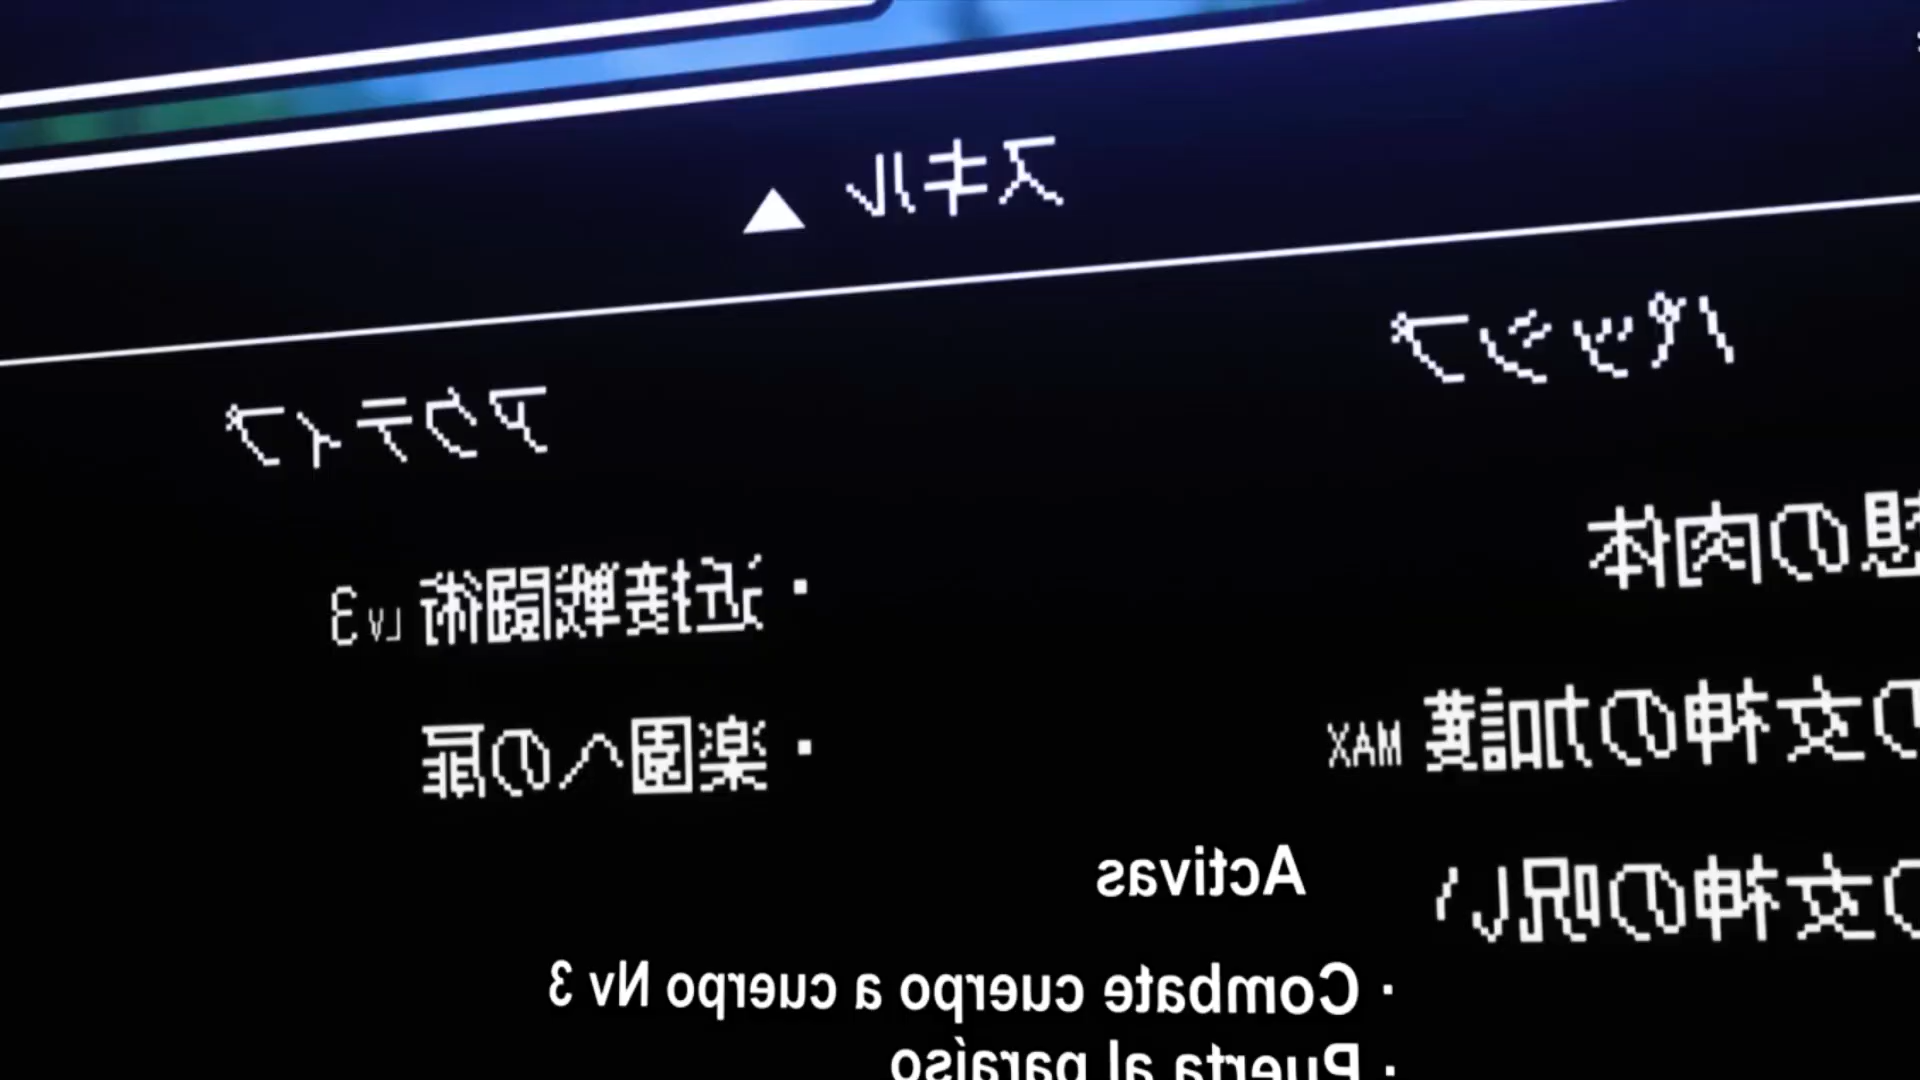 スキル ▲
パッシブ
アクティブ
の肉体
・近接戦闘術 Lv 3
の女神の加護 MAX
・楽園への扉
の女神の呪い
Activas
· Combate cuerpo a cuerpo Nv 3
· Puerta al paraíso